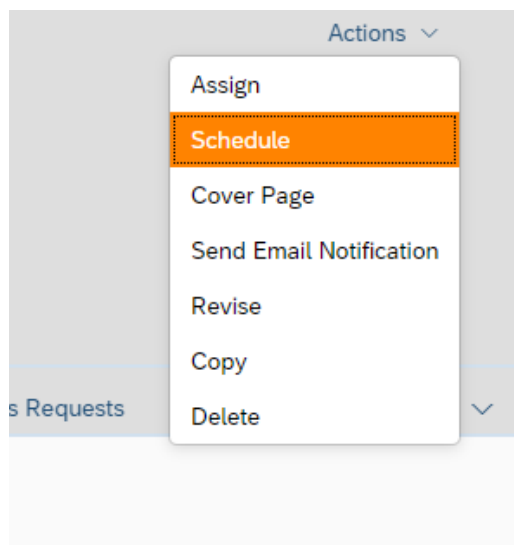 Actions
Assign
Schedule
Cover Page
Send Email Notification
Revise
Copy
s Requests
Delete